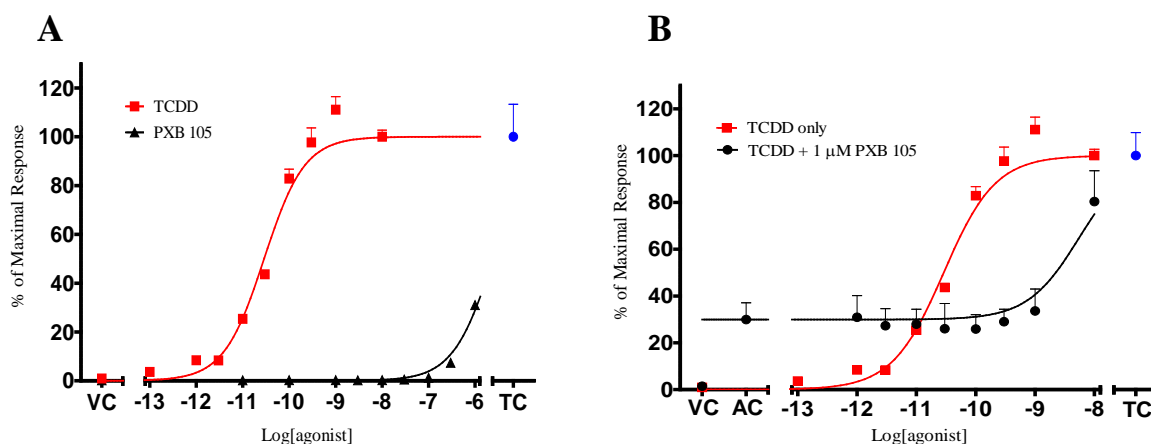 A
% of Maximal Response
120
100
80
60
40
20
0
TCDD
PXB 105
VC -13 -12 -11 -10 -9 -8 -7 -6 TC
Log[agonist]
B
% of Maximal Response
120
100
80
60
40
20
0
TCDD only
TCDD + 1 µM PXB 105
VC AC -13 -12 -11 -10 -9 -8 TC
Log[agonist]